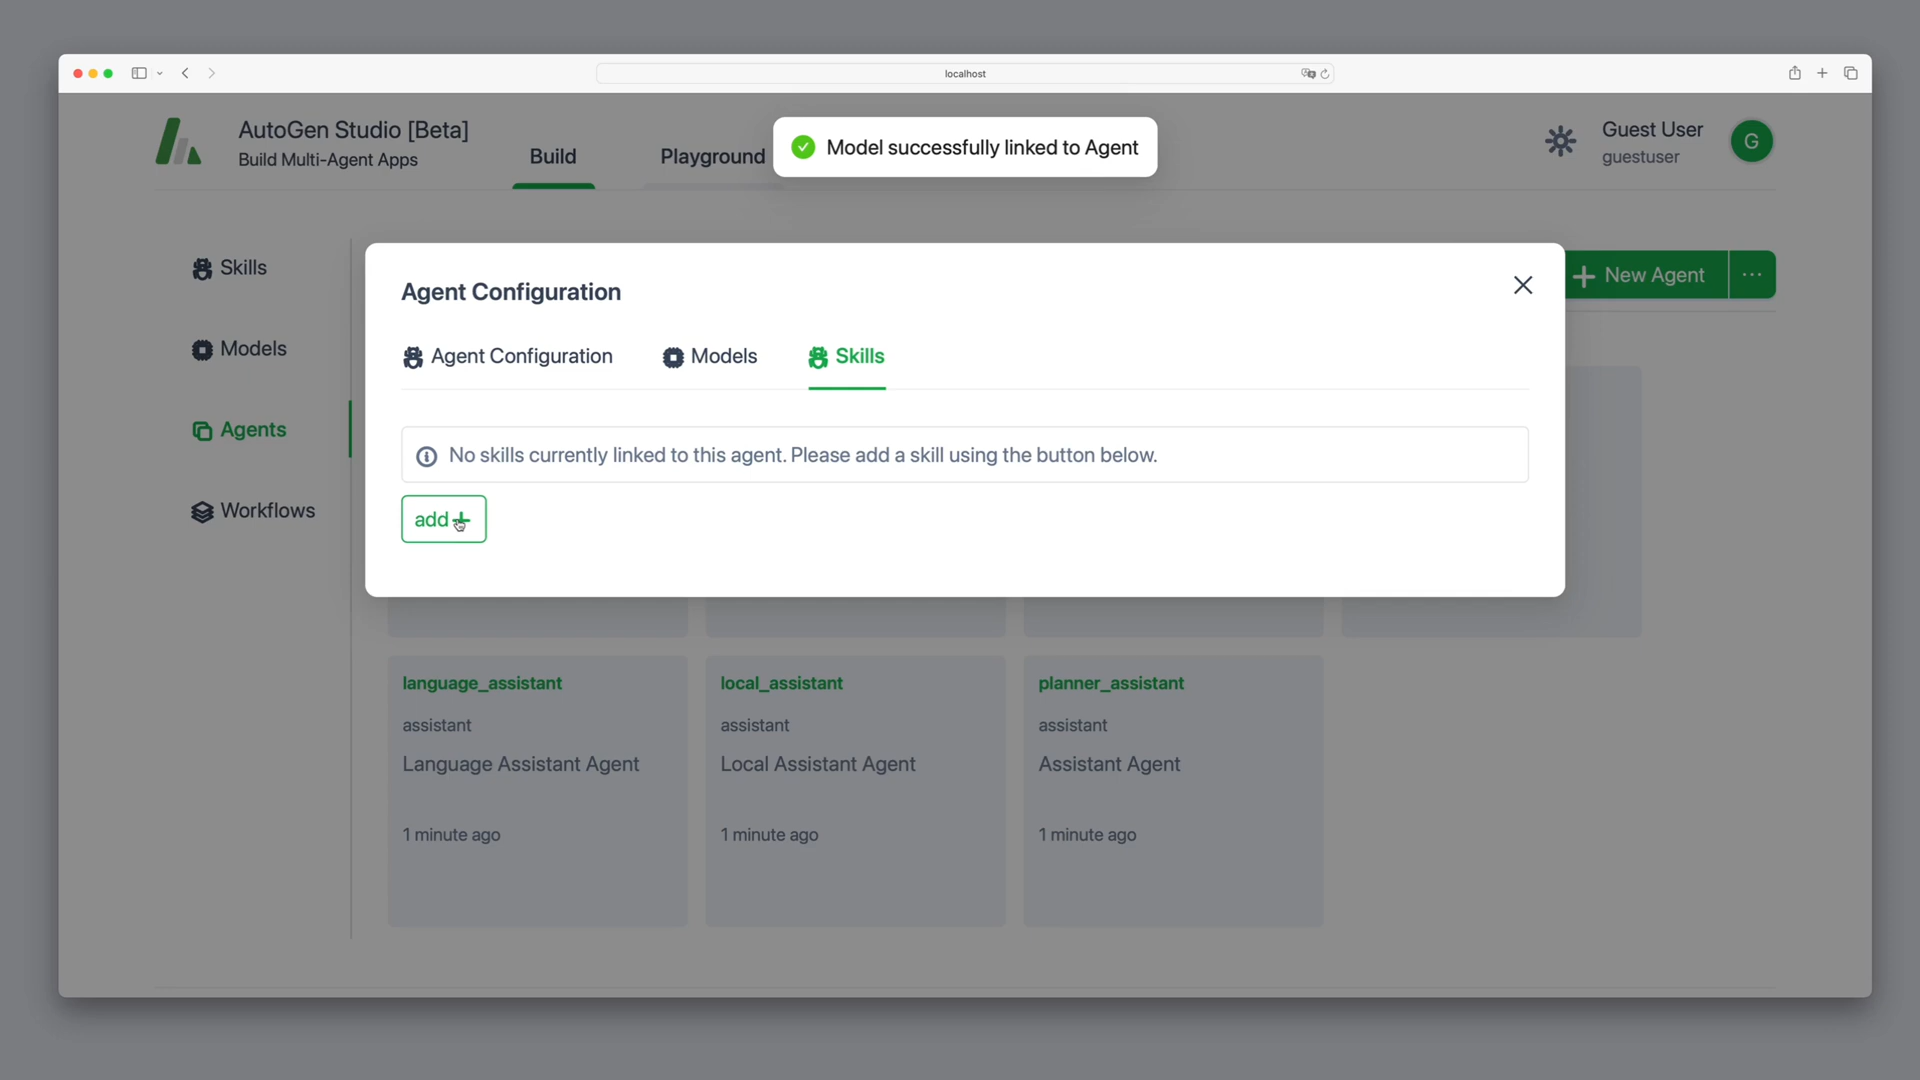 localhost
AutoGen Studio [Beta]
Build Multi-Agent Apps
Build
Playground
Model successfully linked to Agent
Guest User
guestuser
G
Skills
Models
Agents
Workflows
New Agent
Agent Configuration
Agent Configuration
Models
Skills
No skills currently linked to this agent. Please add a skill using the button below.
add
language_assistant
assistant
Language Assistant Agent
1 minute ago
local_assistant
assistant
Local Assistant Agent
1 minute ago
planner_assistant
assistant
Assistant Agent
1 minute ago